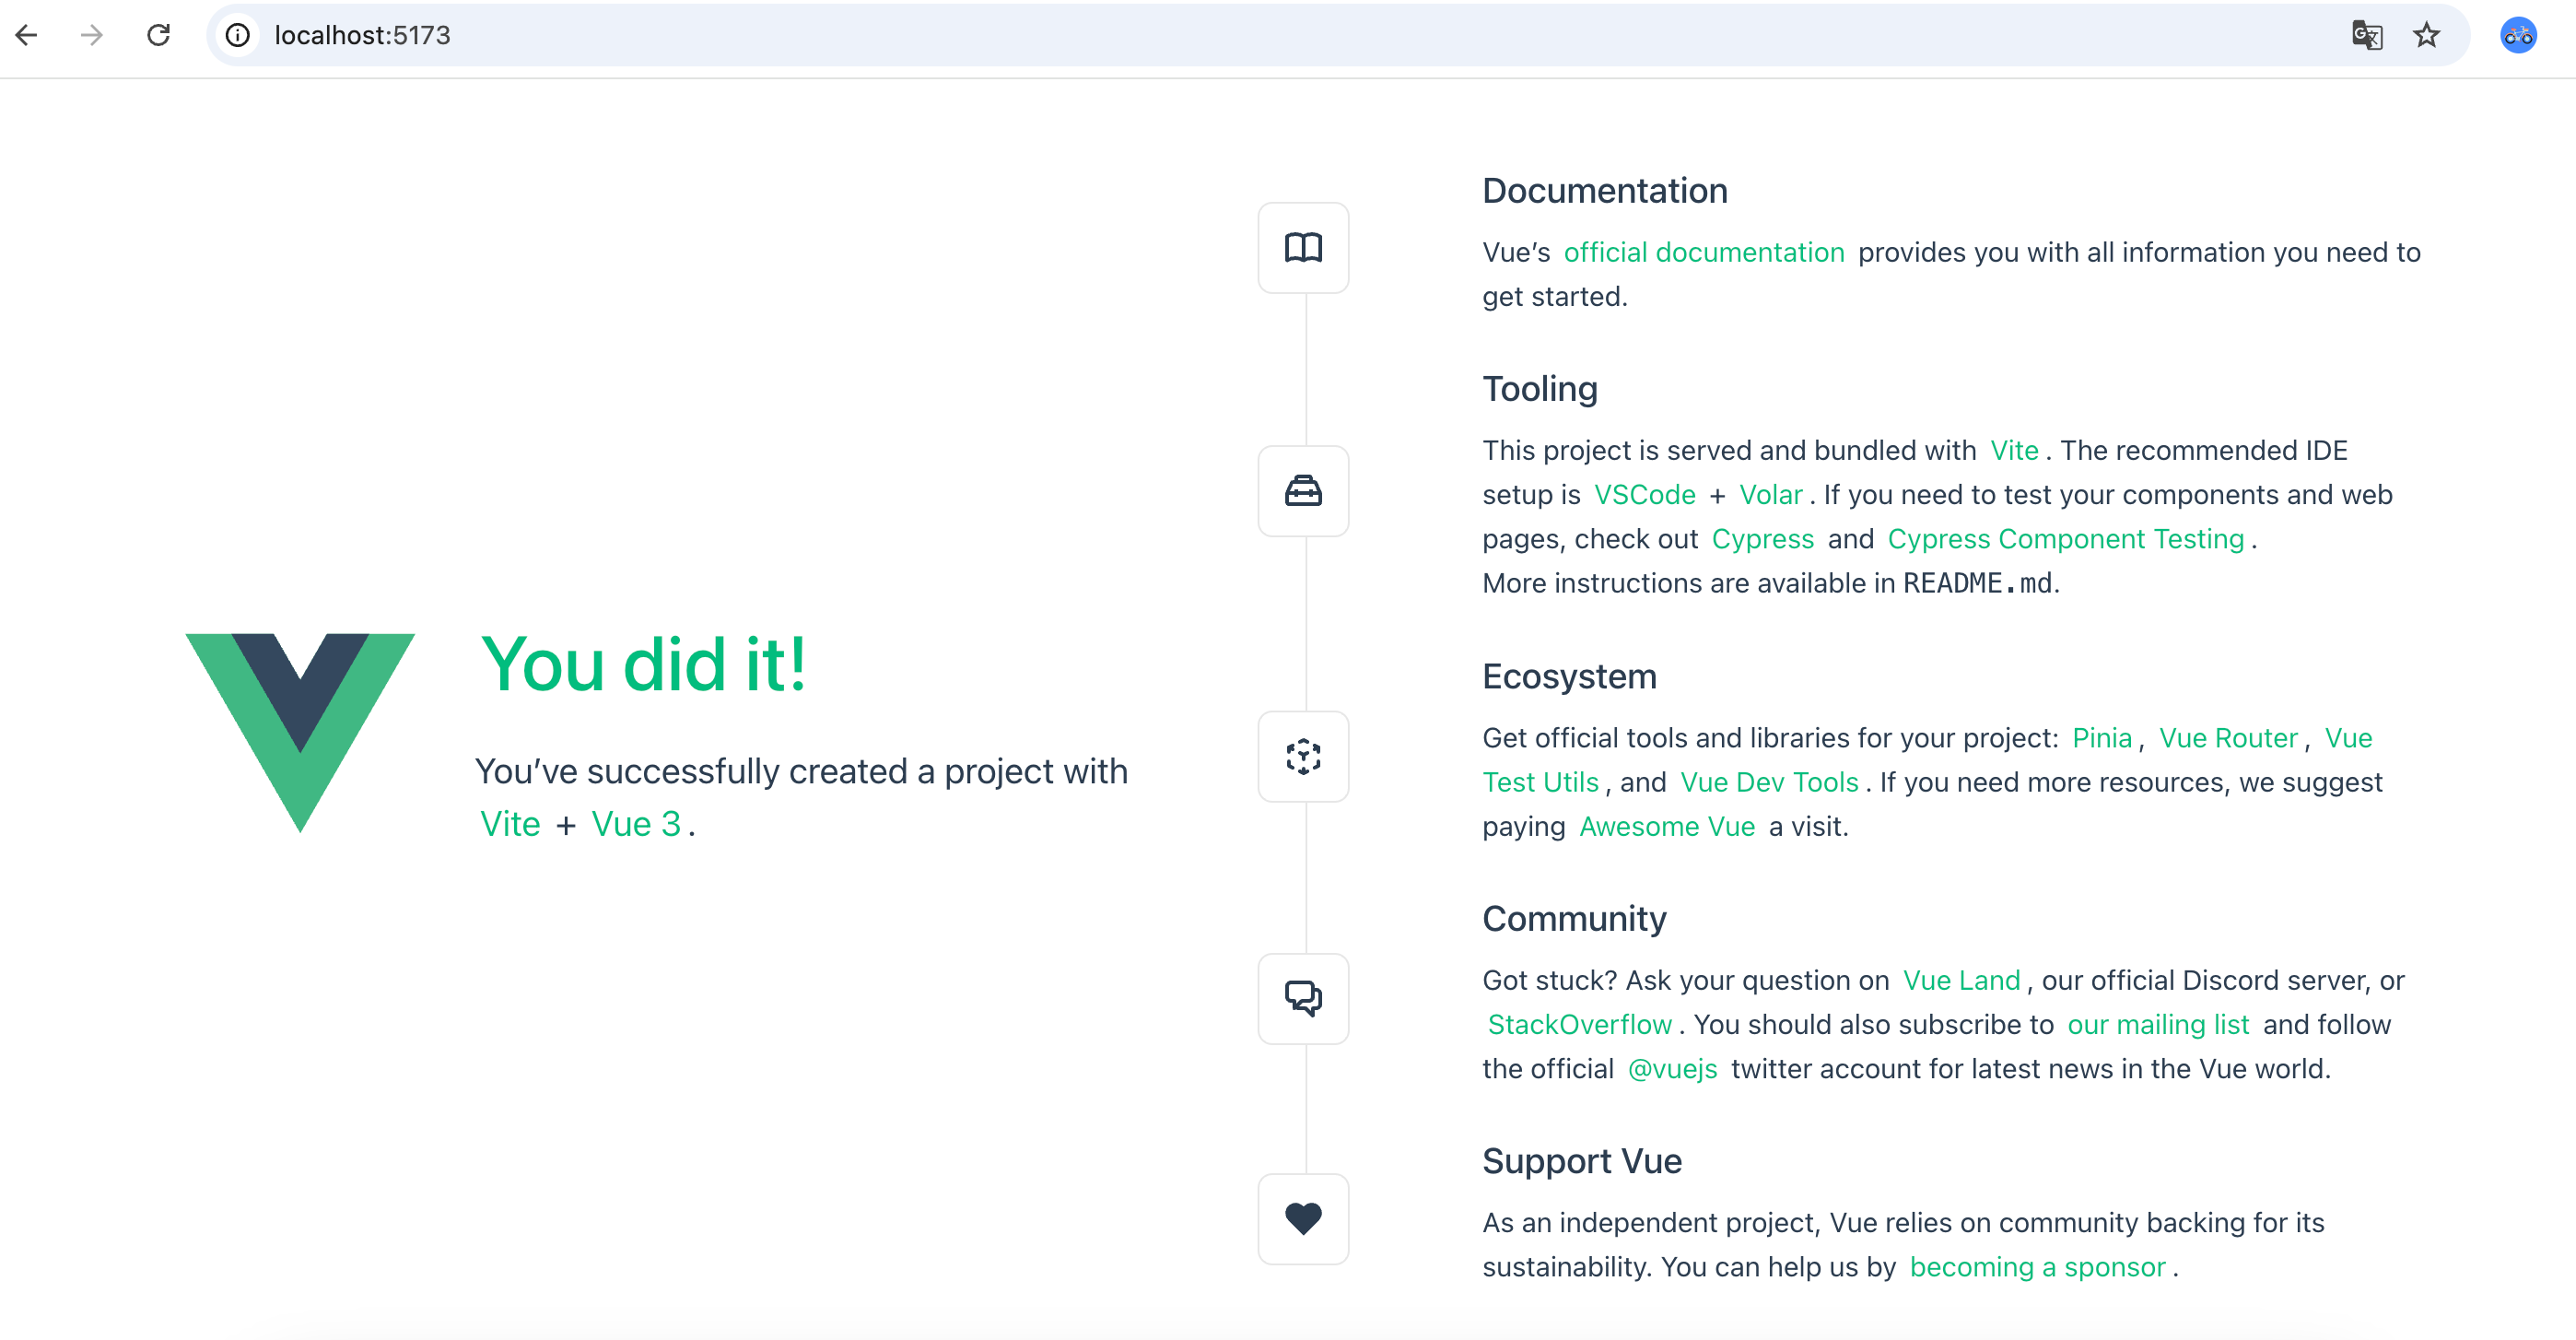 localhost:5173
You did it!
You’ve successfully created a project with
Vite + Vue 3.
Documentation
Vue’s official documentation provides you with all information you need to
get started.
Tooling
This project is served and bundled with Vite. The recommended IDE
setup is VSCode + Volar. If you need to test your components and web
pages, check out Cypress and Cypress Component Testing.
More instructions are available in README.md.
Ecosystem
Get official tools and libraries for your project: Pinia, Vue Router, Vue
Test Utils, and Vue Dev Tools. If you need more resources, we suggest
paying Awesome Vue a visit.
Community
Got stuck? Ask your question on Vue Land, our official Discord server, or
StackOverflow. You should also subscribe to our mailing list and follow
the official @vuejs twitter account for latest news in the Vue world.
Support Vue
As an independent project, Vue relies on community backing for its
sustainability. You can help us by becoming a sponsor.